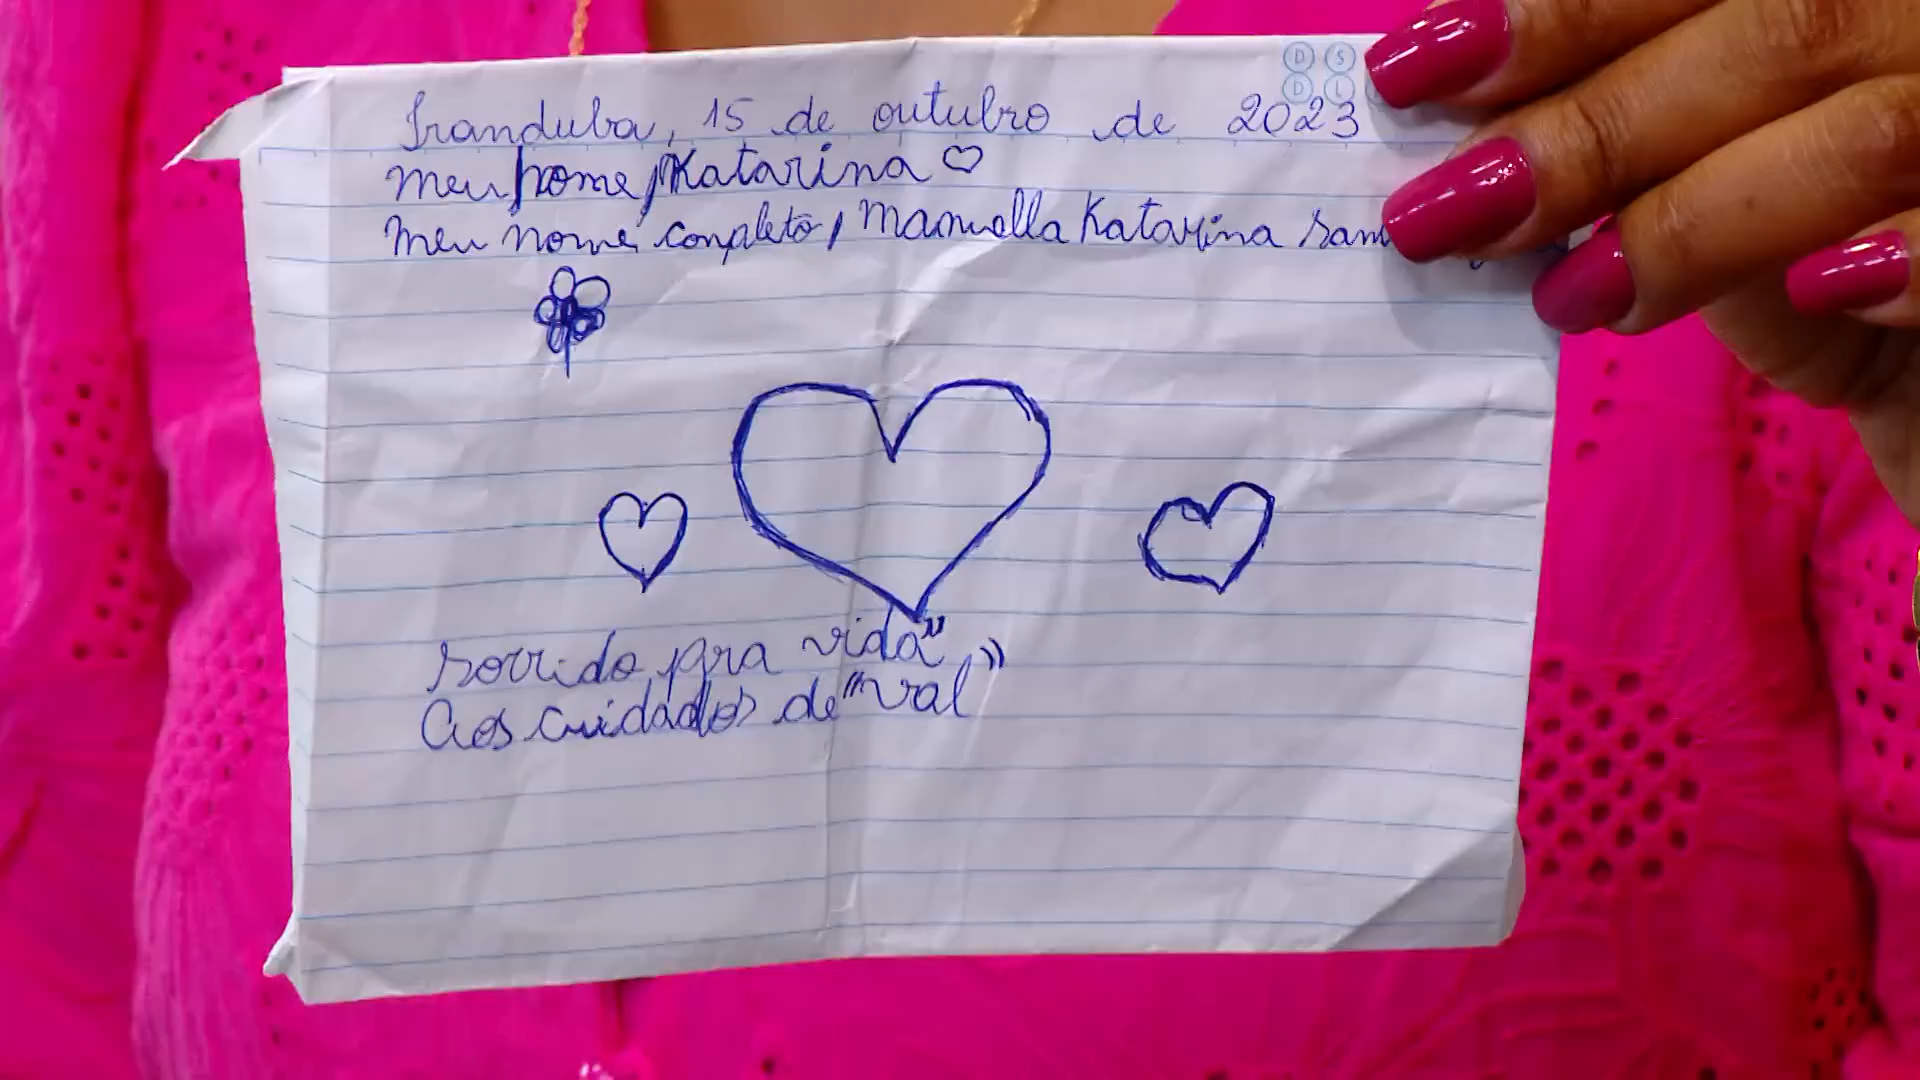 Iranduba, 15 de outubro de 2023
meu nome, Katarina
meu nome completo, Manuella Katarina
sorrido pra vida"
Aos cuidados de "val"
D S
D L